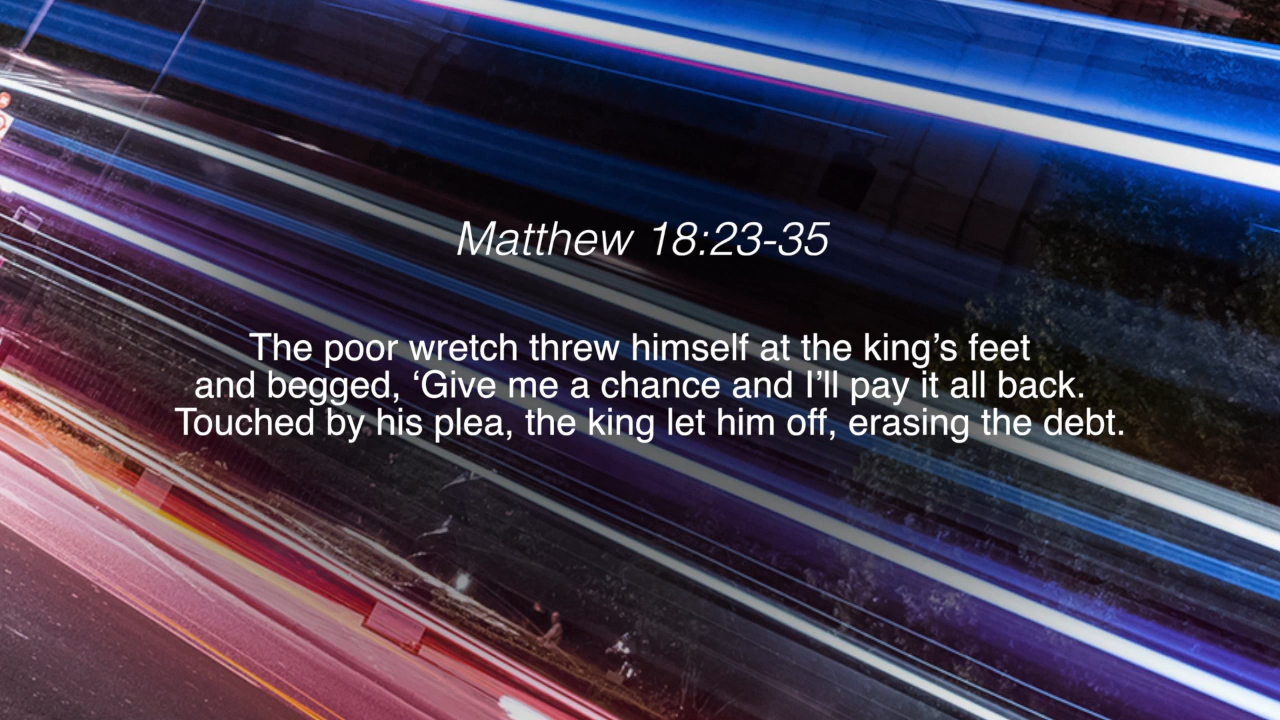 Matthew 18:23-35
The poor wretch threw himself at the king’s feet
and begged, ‘Give me a chance and I’ll pay it all back.
Touched by his plea, the king let him off, erasing the debt.